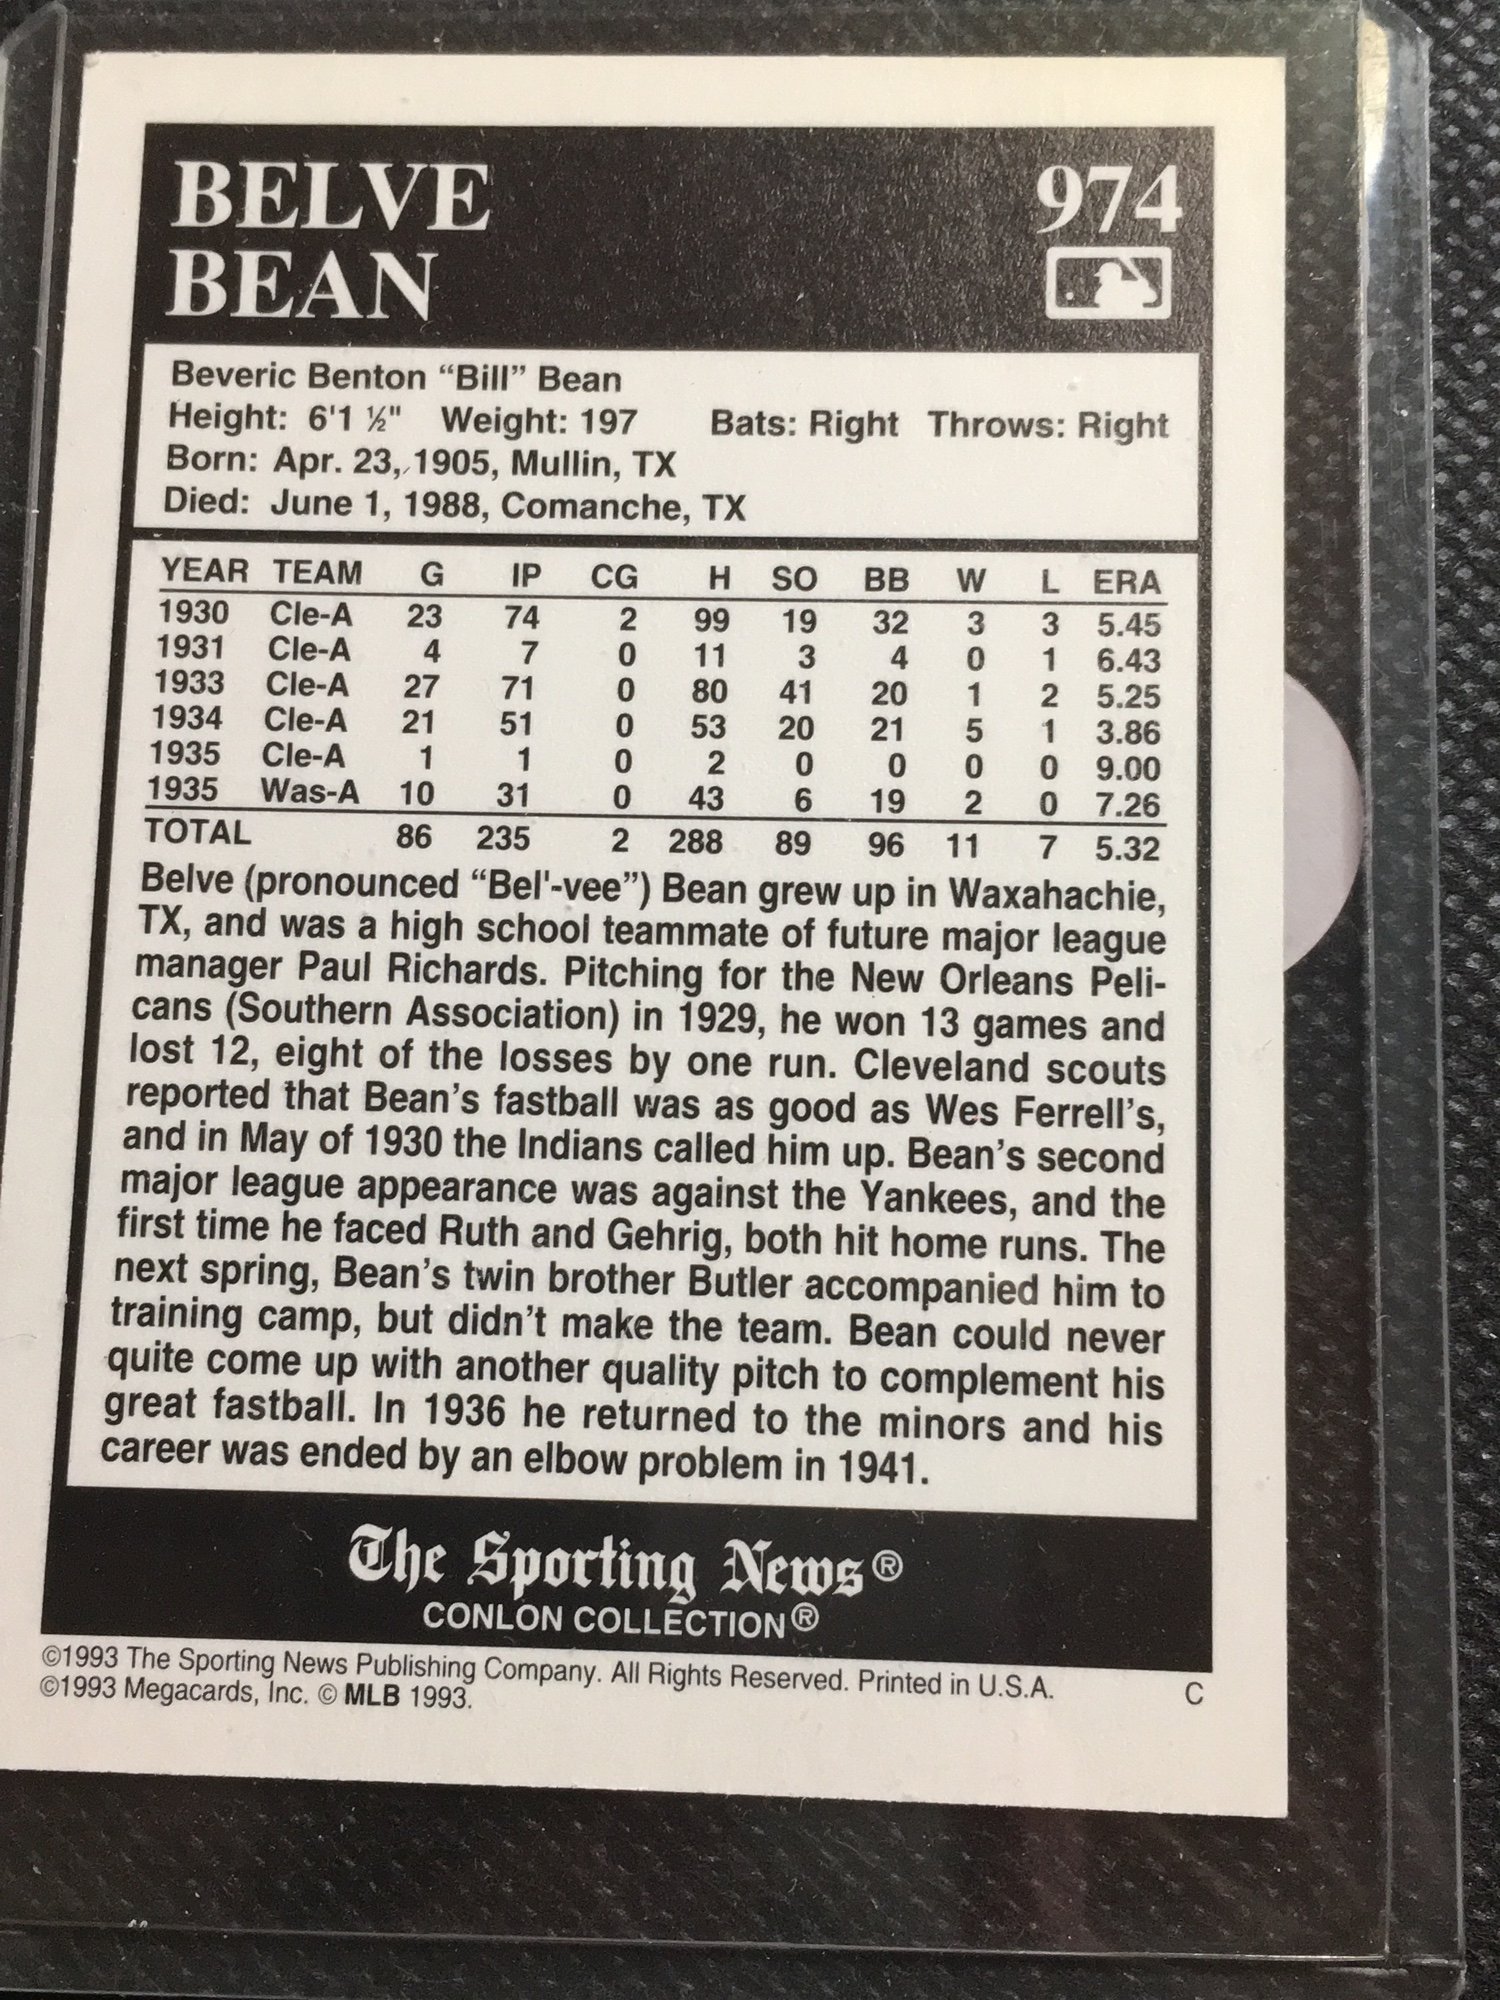 BELVE
974
BEAN
Beveric Benton “Bill” Bean
Height: 6'1 ½" Weight: 197 Bats: Right Throws: Right
Born: Apr. 23, 1905, Mullin, TX
Died: June 1, 1988, Comanche, TX
YEAR TEAM G IP CG H SO BB W L ERA
1930 Cle-A 23 74 2 99 19 32 3 3 5.45
1931 Cle-A 4 7 0 11 3 4 0 1 6.43
1933 Cle-A 27 71 0 80 41 20 1 2 5.25
1934 Cle-A 21 51 0 53 20 21 5 1 3.86
1935 Cle-A 1 1 0 2 0 0 0 0 9.00
1935 Was-A 10 31 0 43 6 19 2 0 7.26
TOTAL 86 235 2 288 89 96 11 7 5.32
Belve (pronounced “Bel'-vee”) Bean grew up in Waxahachie,
TX, and was a high school teammate of future major league
manager Paul Richards. Pitching for the New Orleans Peli-
cans (Southern Association) in 1929, he won 13 games and
lost 12, eight of the losses by one run. Cleveland scouts
reported that Bean’s fastball was as good as Wes Ferrell’s,
and in May of 1930 the Indians called him up. Bean’s second
major league appearance was against the Yankees, and the
first time he faced Ruth and Gehrig, both hit home runs. The
next spring, Bean’s twin brother Butler accompanied him to
training camp, but didn’t make the team. Bean could never
quite come up with another quality pitch to complement his
great fastball. In 1936 he returned to the minors and his
career was ended by an elbow problem in 1941.
The Sporting News®
CONLON COLLECTION®
©1993 The Sporting News Publishing Company. All Rights Reserved. Printed in U.S.A.
©1993 Megacards, Inc. © MLB 1993. C